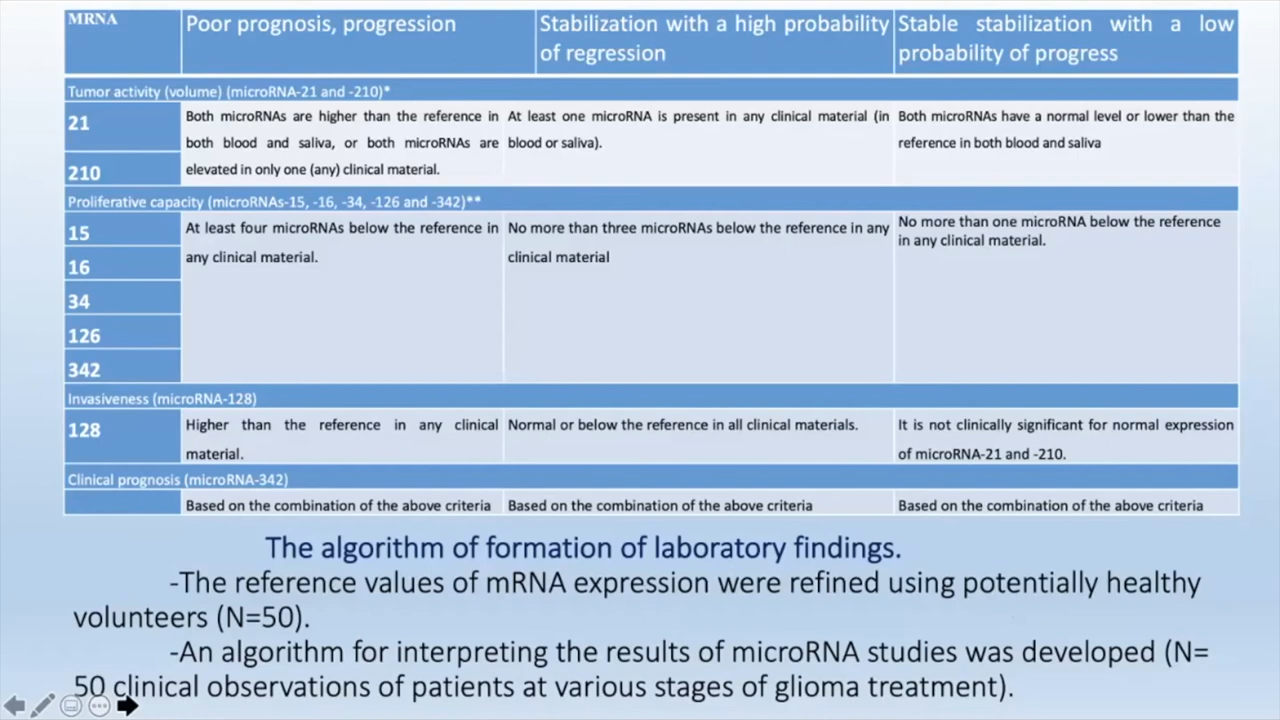 MRNA
Poor prognosis, progression
Stabilization with a high probability
of regression
Stable stabilization with a low
probability of progress
Tumor activity (volume) (microRNA-21 and -210)*
21
210
Both microRNAs are higher than the reference in
both blood and saliva, or both microRNAs are
elevated in only one (any) clinical material.
At least one microRNA is present in any clinical material (in
blood or saliva).
Both microRNAs have a normal level or lower than the
reference in both blood and saliva
Proliferative capacity (microRNAs-15, -16, -34, -126 and -342)**
15
16
34
126
342
At least four microRNAs below the reference in
any clinical material.
No more than three microRNAs below the reference in any
clinical material
No more than one microRNA below the reference
in any clinical material.
Invasiveness (microRNA-128)
128
Higher than the reference in any clinical
material.
Normal or below the reference in all clinical materials.
It is not clinically significant for normal expression
of microRNA-21 and -210.
Clinical prognosis (microRNA-342)
Based on the combination of the above criteria
Based on the combination of the above criteria
Based on the combination of the above criteria
The algorithm of formation of laboratory findings.
-The reference values of mRNA expression were refined using potentially healthy
volunteers (N=50).
-An algorithm for interpreting the results of microRNA studies was developed (N=
50 clinical observations of patients at various stages of glioma treatment).